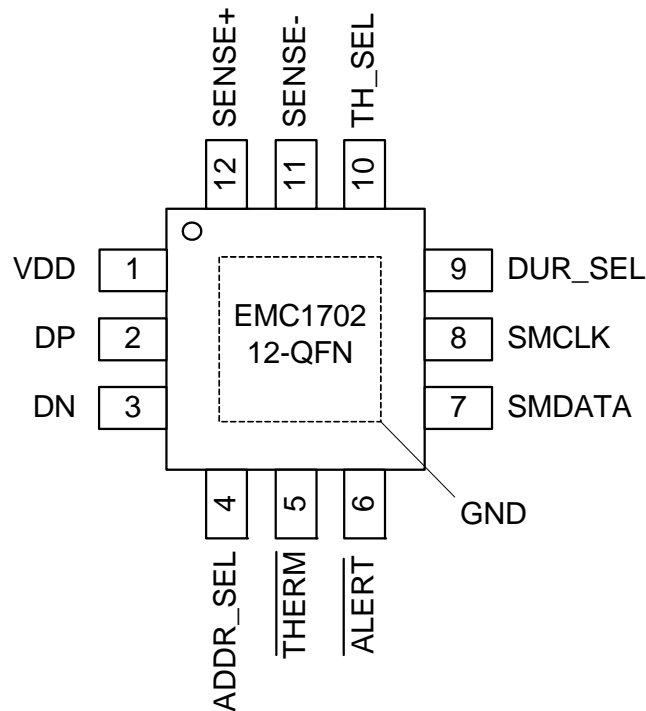 SENSE+
SENSE-
TH_SEL
12
11
10
VDD
1
9
DUR_SEL
EMC1702
12-QFN
DP
2
8
SMCLK
DN
3
7
SMDATA
4
5
6
GND
ADDR_SEL
THERM
ALERT